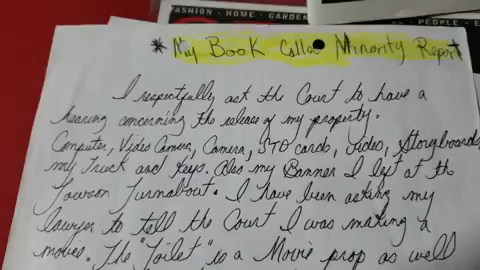 FASHION · HOME · GARDEN
PEOPLE
* My Book Called Minority Report
I respectfully ask the Court to have a
hearing concerning the release of my property.
Computer, Video Camera, Camera, STD cards, video, Storyboards,
my truck and keys. Also my Banner I left at the
Towson Turnabout. I have been asking my
lawyer to tell the Court I was making a
movies. The "Toilet" is a Movie prop as well